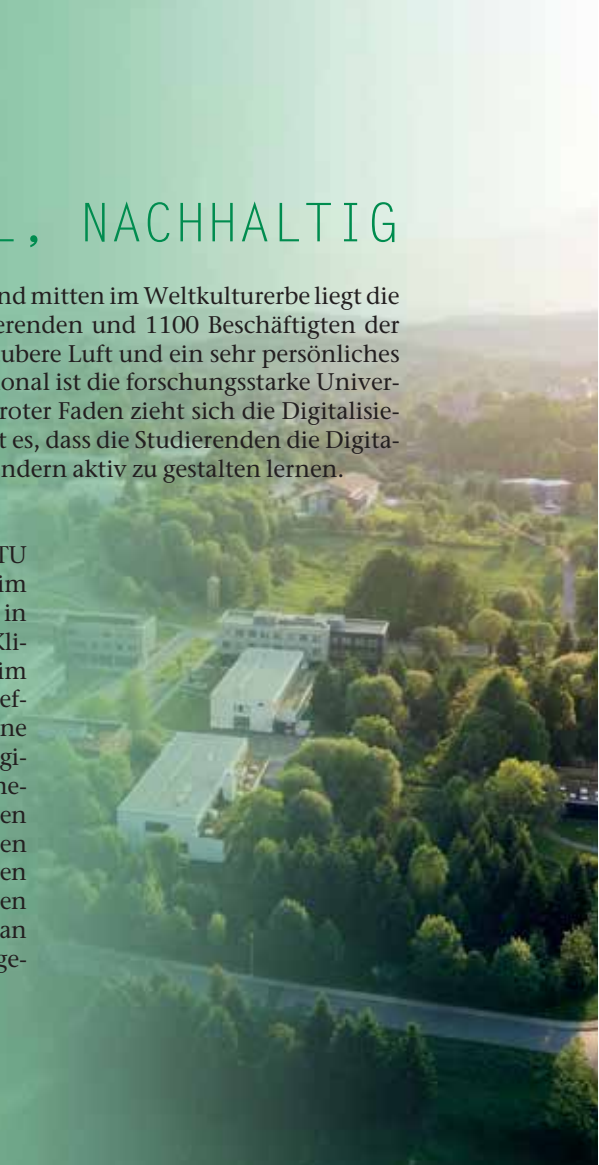 L, NACHHALTIG
nd mitten im Weltkulturerbe liegt die
erenden und 1100 Beschäftigten der
ubere Luft und ein sehr persönliches
ional ist die forschungsstarke Univer-
roter Faden zieht sich die Digitalisie-
t es, dass die Studierenden die Digita-
ndern aktiv zu gestalten lernen.
TU
im
in
Kli-
im
ef-
ne
gi-
ne-
en
en
en
en
an
ge-